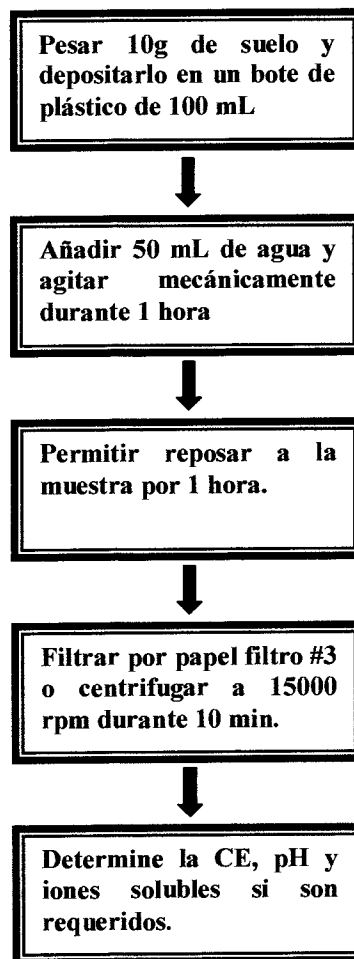 Pesar 10g de suelo y
depositarlo en un bote de
plástico de 100 mL
Añadir 50 mL de agua y
agitar mecánicamente
durante 1 hora
Permitir reposar a la
muestra por 1 hora.
Filtrar por papel filtro #3
o centrifugar a 15000
rpm durante 10 min.
Determine la CE, pH y
iones solubles si son
requeridos.